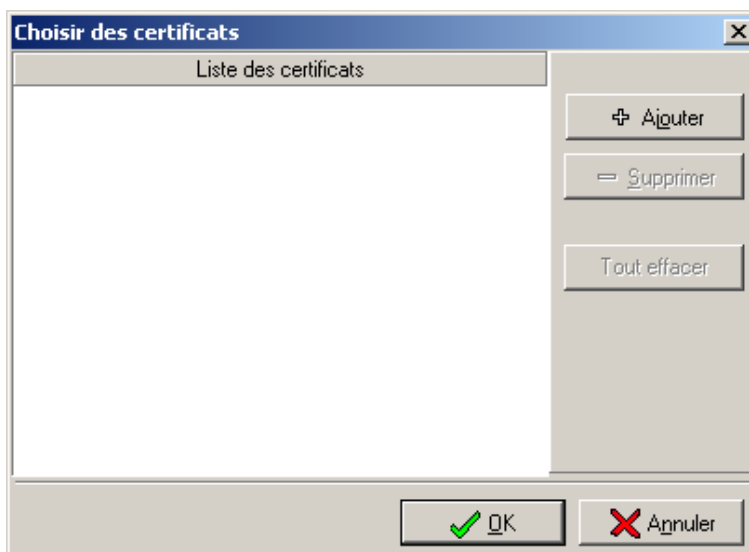 Choisir des certificats
Liste des certificats
Ajouter
Supprimer
Tout effacer
OK
Annuler